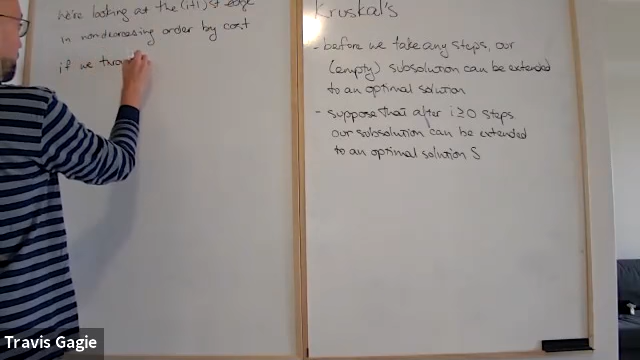 We're looking at the (i+1)st edge
in nondecreasing order by cost
if we
Kruskal's
- before we take any steps, our
(empty) subsolution can be extended
to an optimal solution
- suppose that after i ≥ 0 steps
our subsolution can be extended
to an optimal solution S
Travis Gagie